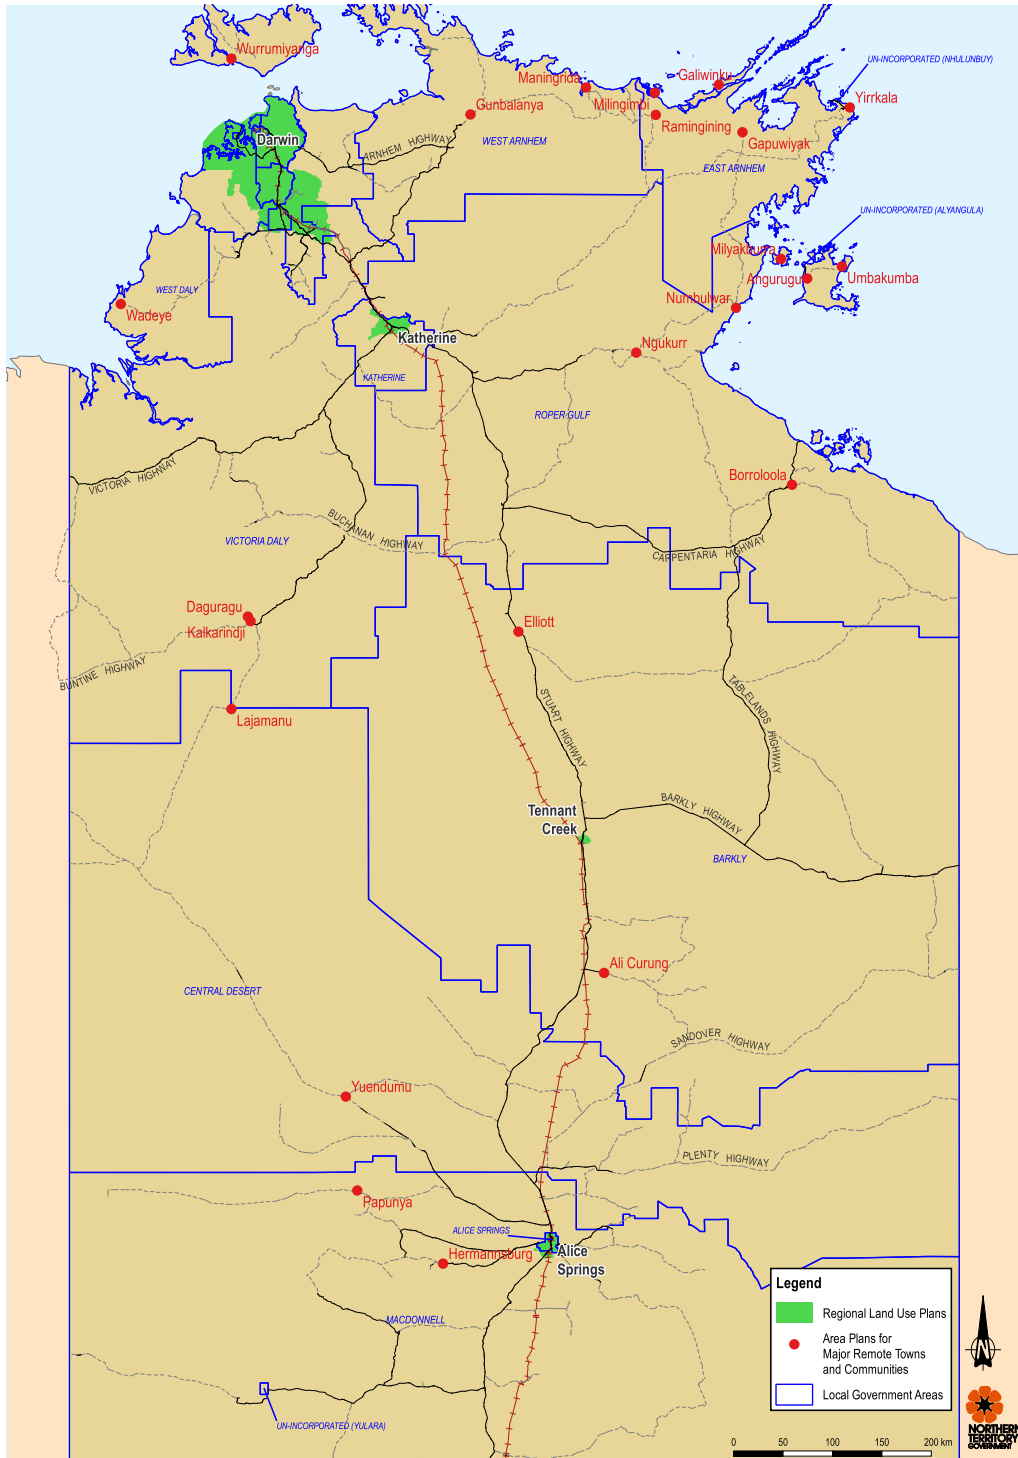 Wurrumiyanga
UN-INCORPORATED (NHULUNBUY)
Maningrida
Galiwinku
Milingimbi
Yirrkala
Gunbalanya
Ramingining
Darwin
ARNHEM HIGHWAY
WEST ARNHEM
Gapuwiyak
EAST ARNHEM
UN-INCORPORATED (ALYANGULA)
Milyakburra
Angurugu
Umbakumba
WEST DALY
Numbulwar
Wadeye
Katherine
Ngukurr
KATHERINE
ROPER GULF
VICTORIA HIGHWAY
Borroloola
BUCHANAN HIGHWAY
VICTORIA DALY
CARPENTARIA HIGHWAY
Daguragu
Kalkarindji
Elliott
BUNTINE HIGHWAY
Lajamanu
STUART HIGHWAY
TABLELANDS HIGHWAY
Tennant
Creek
BARKLY HIGHWAY
BARKLY
Ali Curung
CENTRAL DESERT
SANDOVER HIGHWAY
Yuendumu
PLENTY HIGHWAY
Papunya
ALICE SPRINGS
Hermannsburg
Alice
Springs
MACDONNELL
UN-INCORPORATED (YULARA)
Legend
Regional Land Use Plans
Area Plans for
Major Remote Towns
and Communities
Local Government Areas
N
NORTHERN
TERRITORY
GOVERNMENT
0 50 100 150 200 km